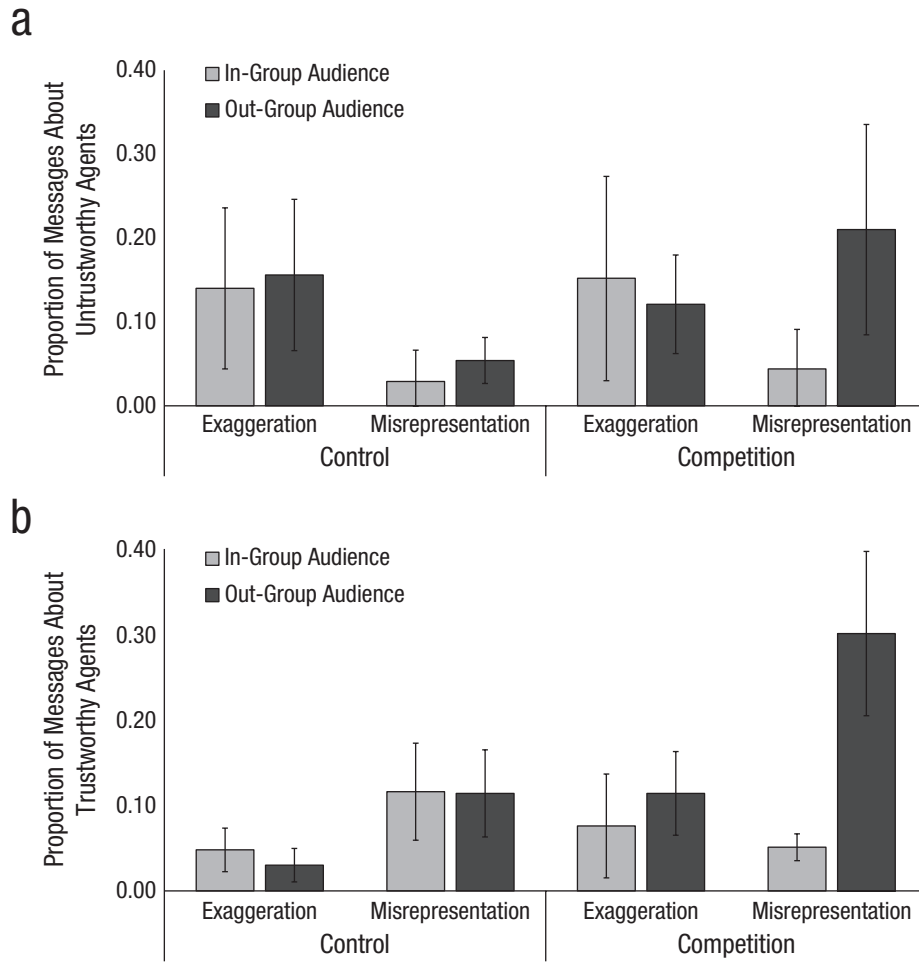 a
Proportion of Messages About
Untrustworthy Agents
0.40
0.30
0.20
0.10
0.00
In-Group Audience
Out-Group Audience
Exaggeration Misrepresentation Exaggeration Misrepresentation
Control Competition
b
Proportion of Messages About
Trustworthy Agents
0.40
0.30
0.20
0.10
0.00
In-Group Audience
Out-Group Audience
Exaggeration Misrepresentation Exaggeration Misrepresentation
Control Competition